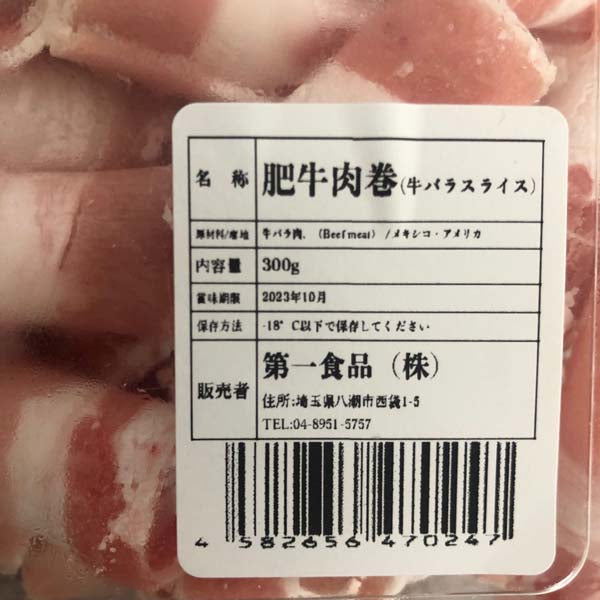 名 称 肥牛肉巻(牛バラスライス)
原材料/産地 牛バラ肉、(Beef meat) /メキシコ・アメリカ
内容量 300g
賞味期限 2023年10月
保存方法 -18°C以下で保存してください
販売者 第一食品(株)
住所:埼玉県八潮市西袋1-5
TEL:04-8951-5757
4 582656 470247